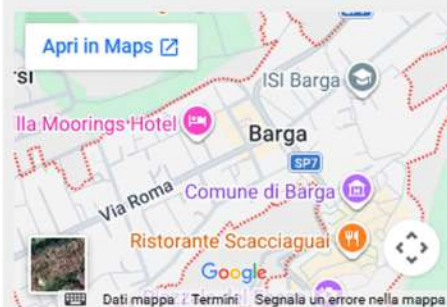 Apri in Maps
rsi
ISI Barga
lla Moorings Hotel
Barga
SP7
Via Roma
Comune di Barga
Ristorante Scacciaguai
Google
Dati mappa Termini Segnala un errore nella mappa